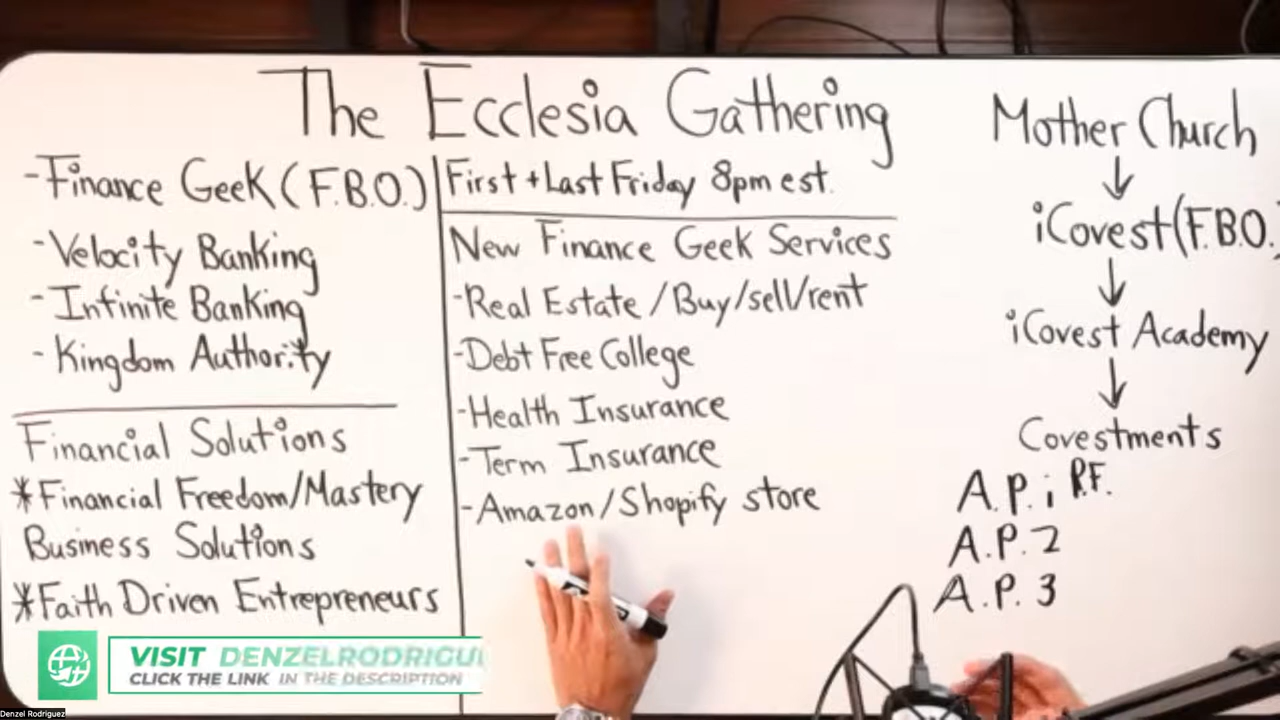 The Ecclesia Gathering
- Finance Geek (F.B.O.)
- Velocity Banking
- Infinite Banking
- Kingdom Authority
Financial Solutions
* Financial Freedom/Mastery
Business Solutions
* Faith Driven Entrepreneurs
First + Last Friday 8pm est.
New Finance Geek Services
- Real Estate / Buy/sell/rent
- Debt Free College
- Health Insurance
- Term Insurance
- Amazon / Shopify store
Mother Church
↓
iCovest (F.B.O.
↓
iCovest Academy
↓
Covestments
A.P. i P.F.
A.P. 2
A.P. 3
VISIT DENZELRODRIGU
CLICK THE LINK IN THE DESCRIPTION
Denzel Rodriguez